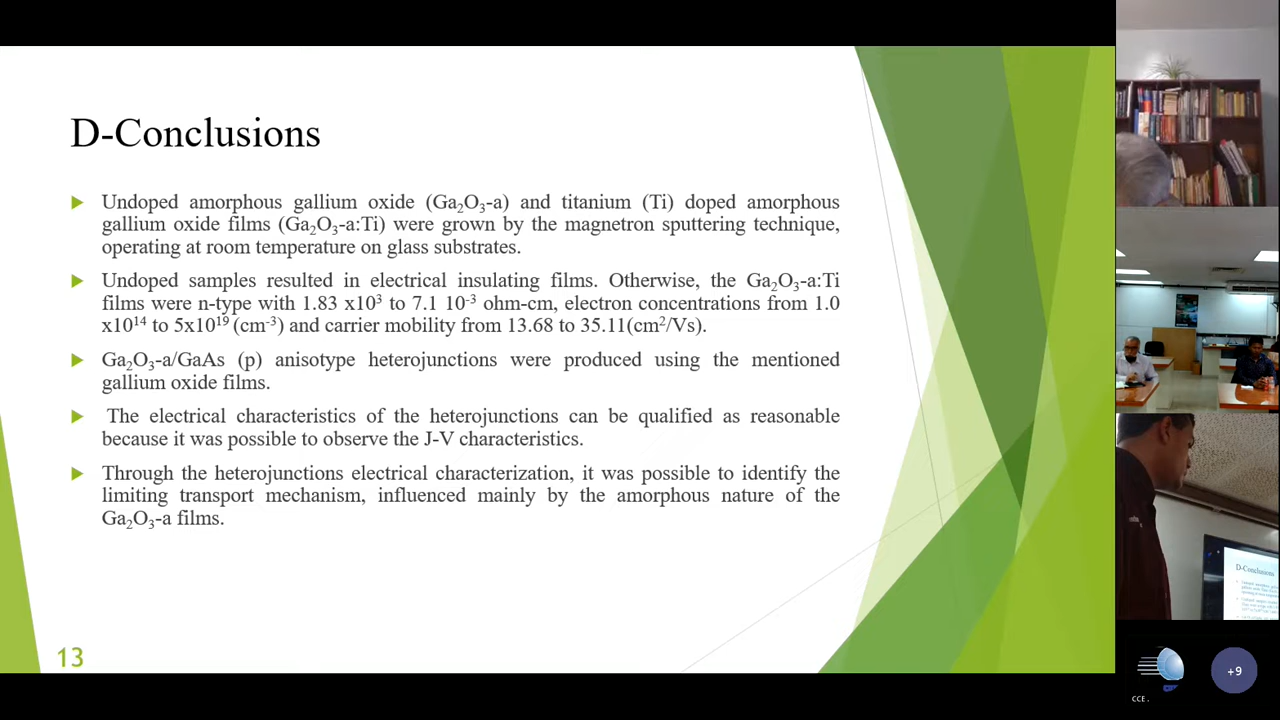 D-Conclusions
Undoped amorphous gallium oxide (Ga₂O₃-a) and titanium (Ti) doped amorphous
gallium oxide films (Ga₂O₃-a:Ti) were grown by the magnetron sputtering technique,
operating at room temperature on glass substrates.
Undoped samples resulted in electrical insulating films. Otherwise, the Ga₂O₃-a:Ti
films were n-type with 1.83 x10³ to 7.1 10⁻³ ohm-cm, electron concentrations from 1.0
x10¹⁴ to 5x10¹⁹ (cm⁻³) and carrier mobility from 13.68 to 35.11(cm²/Vs).
Ga₂O₃-a/GaAs (p) anisotype heterojunctions were produced using the mentioned
gallium oxide films.
The electrical characteristics of the heterojunctions can be qualified as reasonable
because it was possible to observe the J-V characteristics.
Through the heterojunctions electrical characterization, it was possible to identify the
limiting transport mechanism, influenced mainly by the amorphous nature of the
Ga₂O₃-a films.
13
D-Conclusions
CCE .
+9